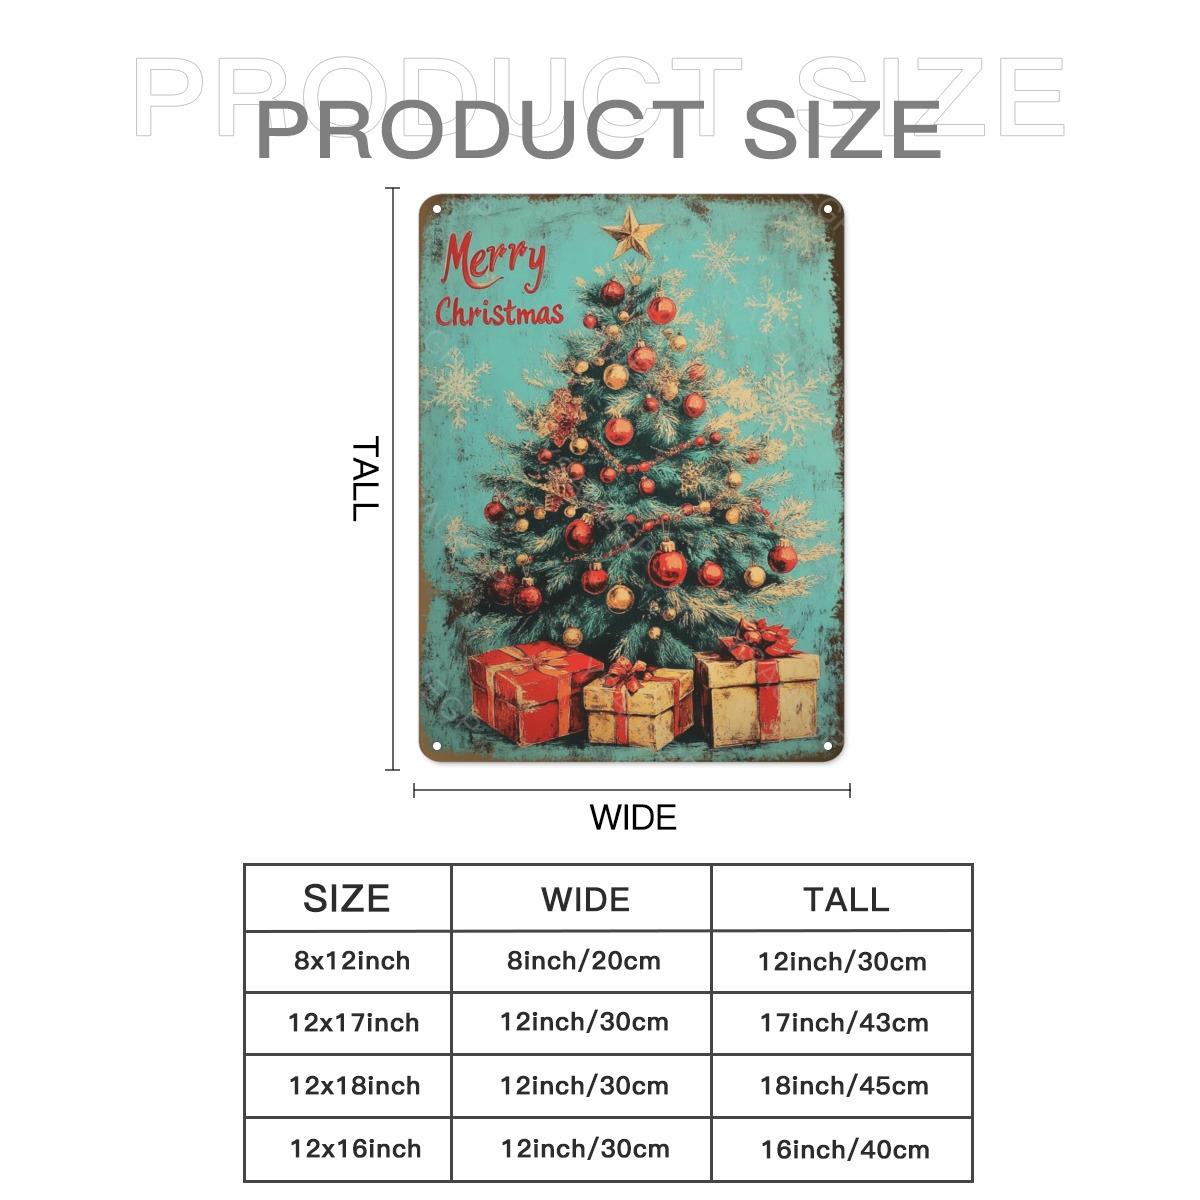 PRODUCT SIZE
PRODUCT SIZE
Merry
Christmas
TALL
WIDE
SIZE WIDE TALL
8x12inch 8inch/20cm 12inch/30cm
12x17inch 12inch/30cm 17inch/43cm
12x18inch 12inch/30cm 18inch/45cm
12x16inch 12inch/30cm 16inch/40cm